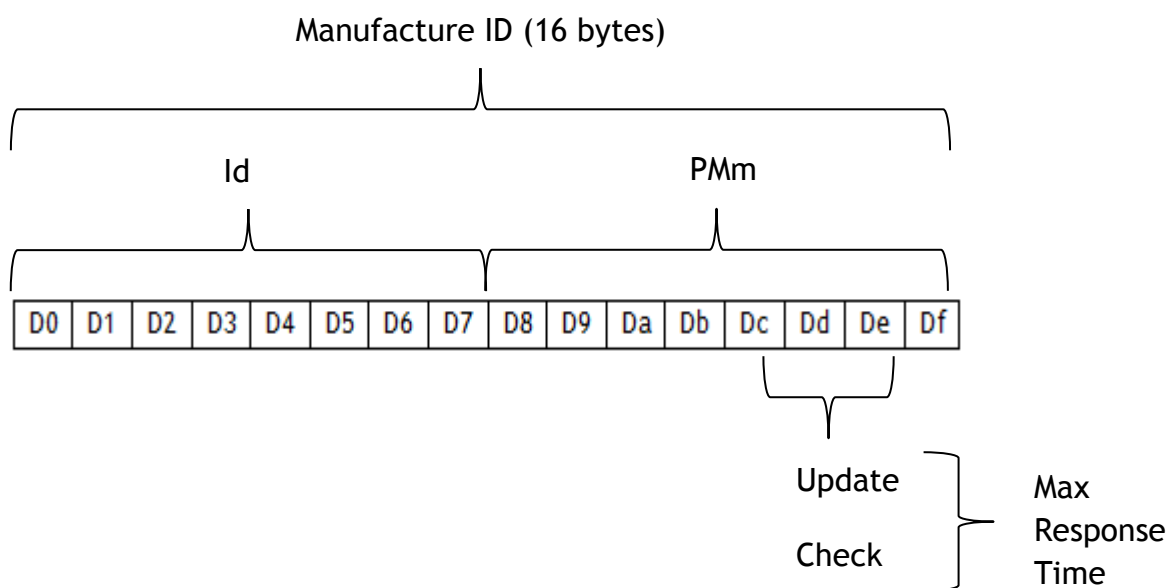 Manufacture ID (16 bytes)
Id
PMm
D0 D1 D2 D3 D4 D5 D6 D7 D8 D9 Da Db Dc Dd De Df
Update
Check
Max
Response
Time